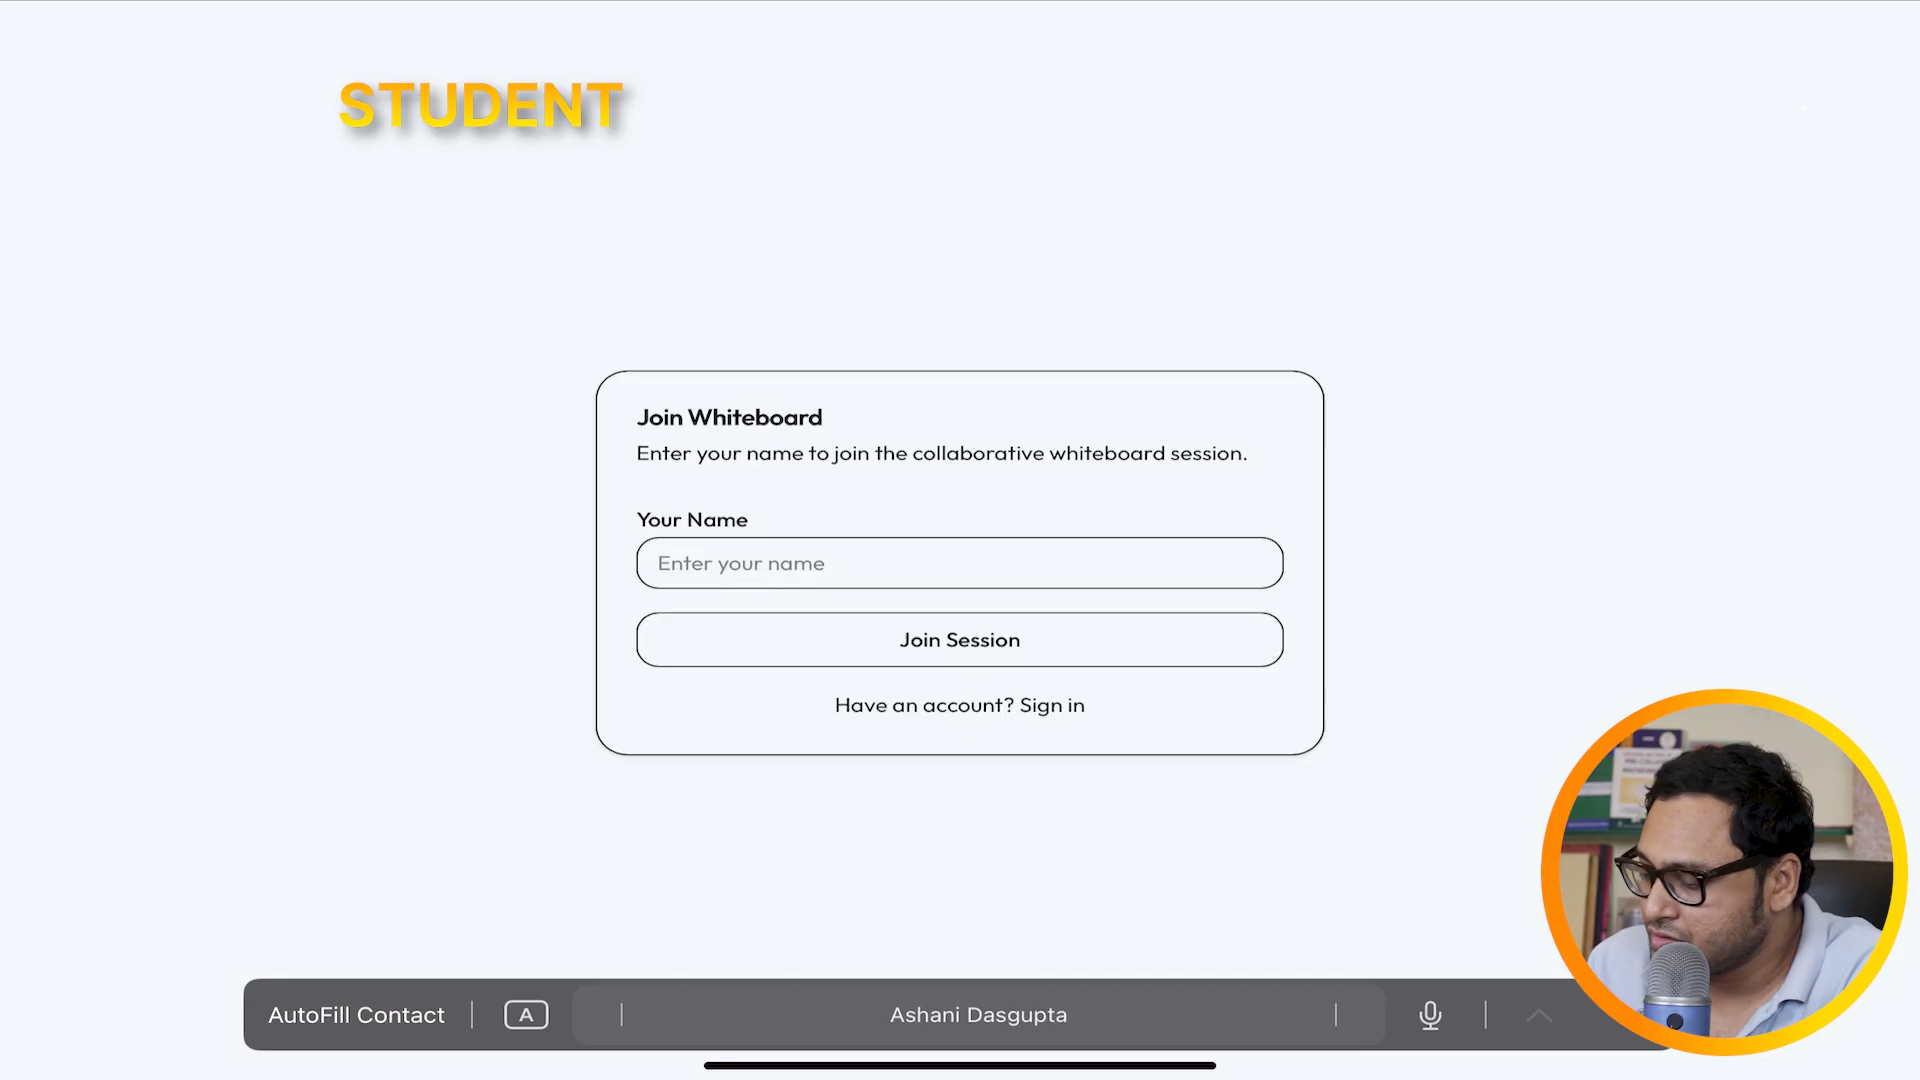 STUDENT
Join Whiteboard
Enter your name to join the collaborative whiteboard session.
Your Name
Enter your name
Join Session
Have an account? Sign in
AutoFill Contact
A
Ashani Dasgupta